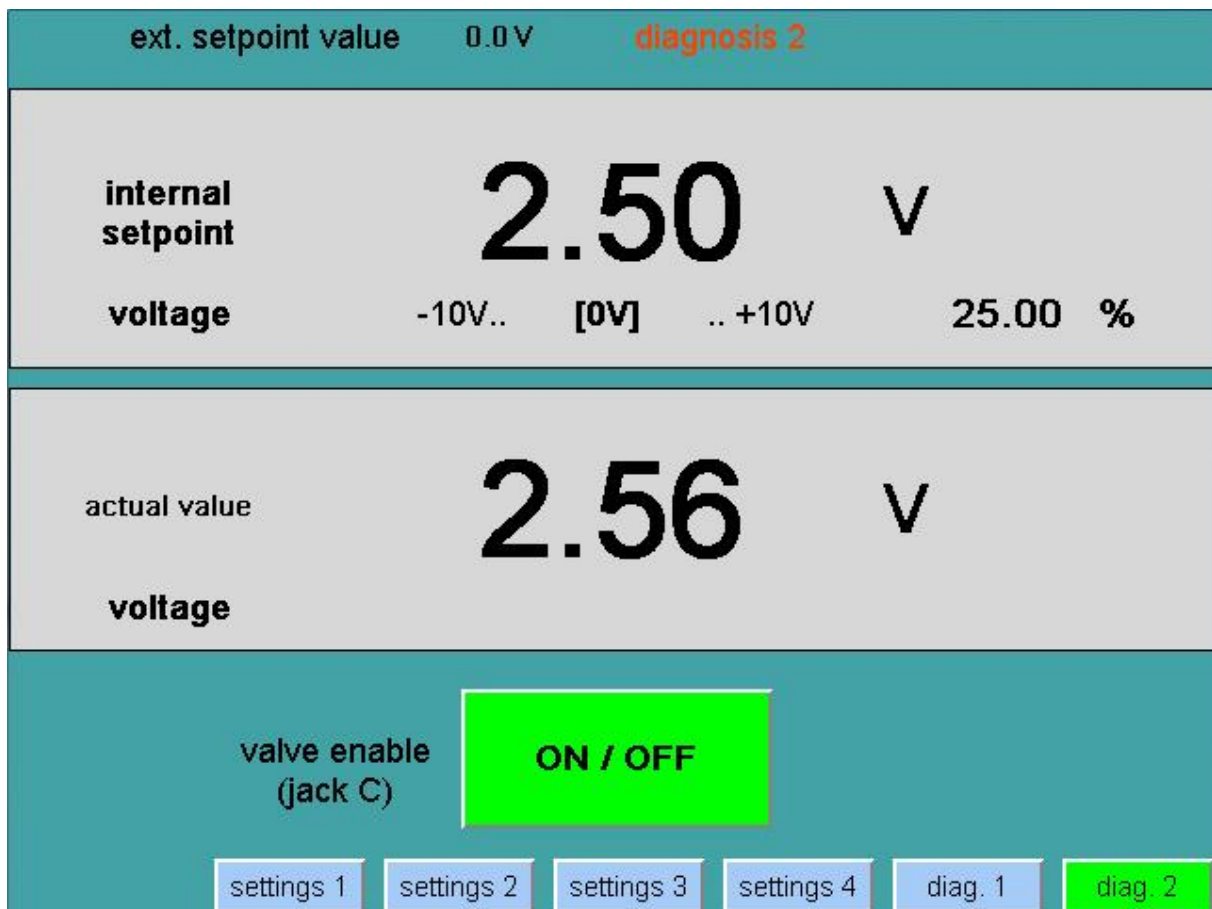 ext. setpoint value 0.0 V diagnosis 2
internal
setpoint
2.50 V
voltage -10V.. [0V] .. +10V 25.00 %
actual value 2.56 V
voltage
valve enable
(jack C)
ON / OFF
settings 1 settings 2 settings 3 settings 4 diag. 1 diag. 2